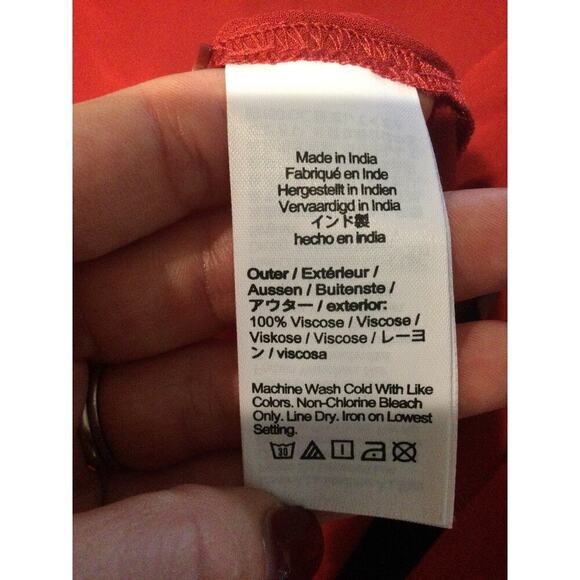 Made in India
Fabriqué en Inde
Hergestellt in Indien
Vervaardigd in India
インド製
hecho en india
Outer / Extérieur /
Aussen / Buitenste /
アウター / exterior:
100% Viscose / Viscose /
Viskose / Viscose / レーヨ
ン / viscosa
Machine Wash Cold With Like
Colors. Non-Chlorine Bleach
Only. Line Dry. Iron on Lowest
Setting.
30